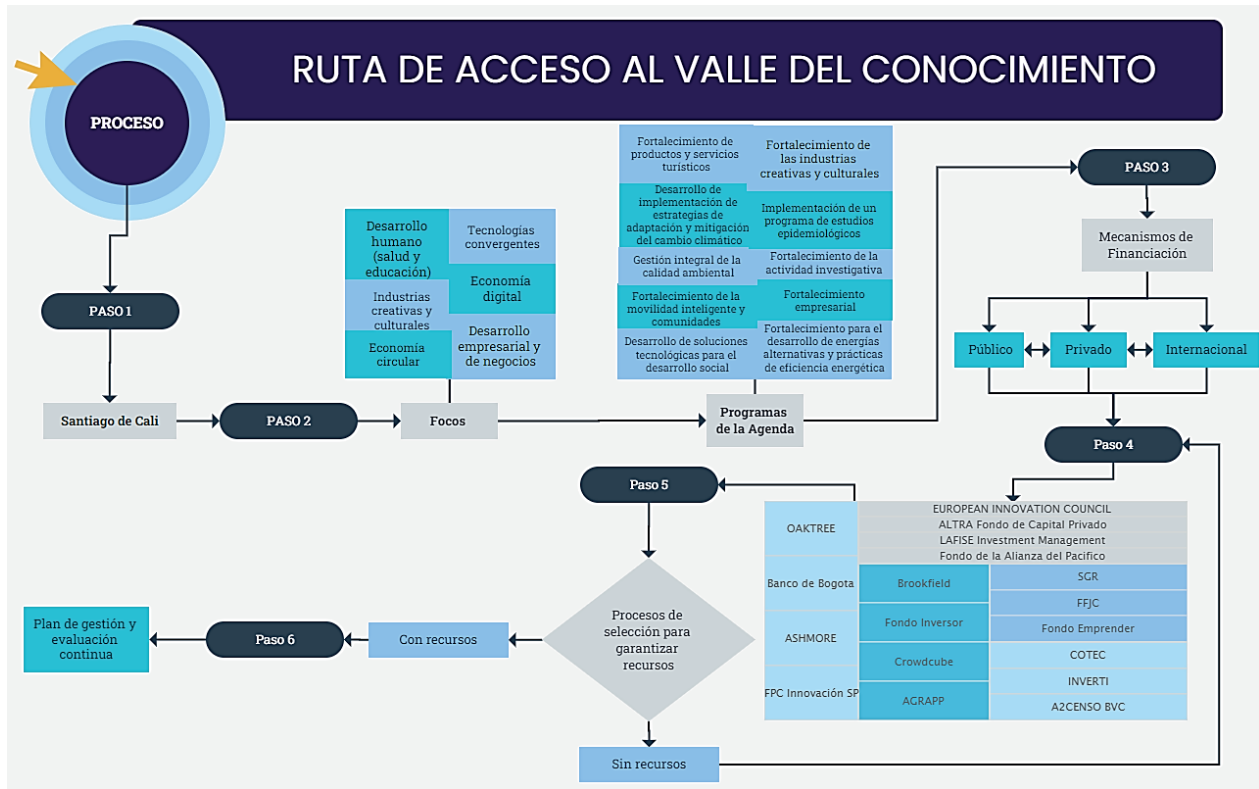 RUTA DE ACCESO AL VALLE DEL CONOCIMIENTO
PROCESO
PASO 1
Santiago de Cali
PASO 2
Desarrollo
humano
(salud y
educación)
Tecnologías
convergentes
Industrias
creativas y
culturales
Economía
digital
Economía
circular
Desarrollo
empresarial y
de negocios
Focos
Fortalecimiento de
productos y servicios
turísticos
Fortalecimiento de
las industrias
creativas y culturales
Desarrollo de
implementación de
estrategias de
adaptación y mitigación
del cambio climático
Implementación de un
programa de estudios
epidemiológicos
Gestión integral de la
calidad ambiental
Fortalecimiento de la
actividad investigativa
Fortalecimiento de la
movilidad inteligente y
comunidades
Fortalecimiento
empresarial
Desarrollo de soluciones
tecnológicas para el
desarrollo social
Fortalecimiento para el
desarrollo de energías
alternativas y prácticas
de eficiencia energética
Programas
de la Agenda
PASO 3
Mecanismos de
Financiación
Público
Privado
Internacional
Paso 4
EUROPEAN INNOVATION COUNCIL
ALTRA Fondo de Capital Privado
LAFISE Investment Management
Fondo de la Alianza del Pacifico
OAKTREE
Banco de Bogota
ASHMORE
FPC Innovación SP
Brookfield
Fondo Inversor
Crowdcube
AGRAPP
SGR
FFJC
Fondo Emprender
COTEC
INVERTI
A2CENSO BVC
Paso 5
Procesos de
selección para
garantizar
recursos
Con recursos
Sin recursos
Paso 6
Plan de gestión y
evaluación
continua